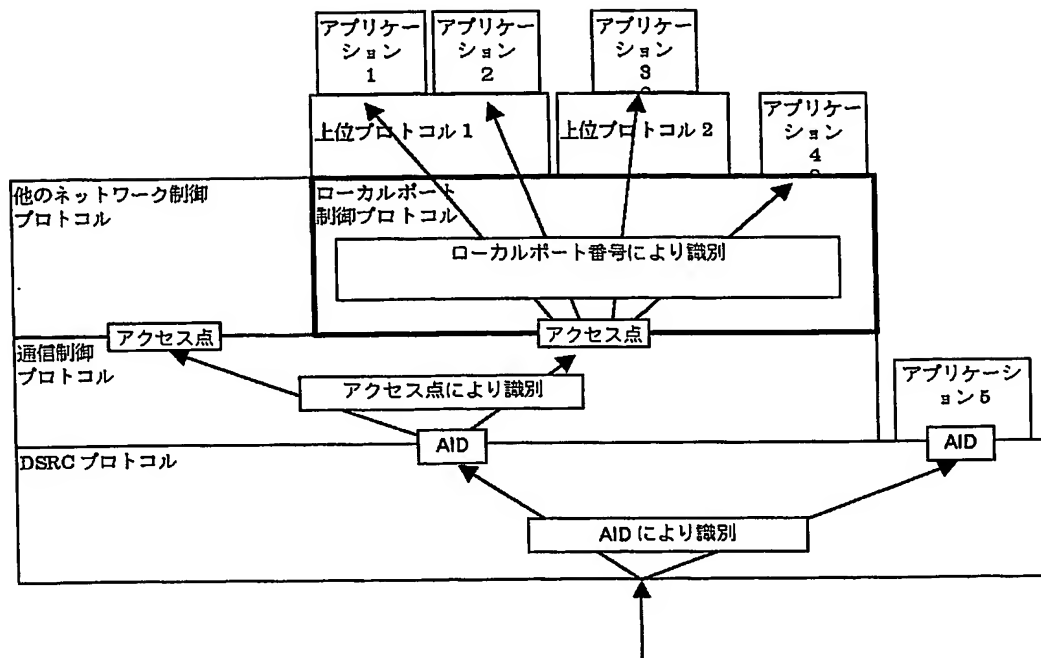 アプリケー
ション
1
アプリケー
ション
2
アプリケー
ション
3
アプリケー
ション
4
上位プロトコル 1
上位プロトコル 2
他のネットワーク制御
プロトコル
ローカルポート
制御プロトコル
ローカルポート番号により識別
アクセス点
アクセス点
通信制御
プロトコル
アクセス点により識別
アプリケーシ
ョン 5
AID
AID
DSRC プロトコル
AID により識別